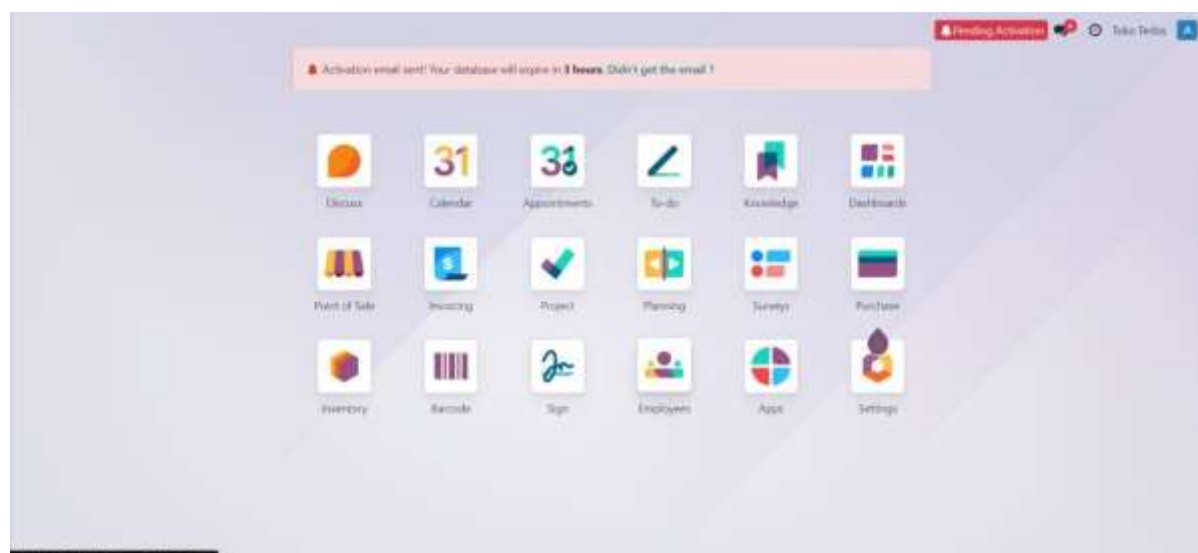 Pending Activation
Activation email sent! Your database will expire in 3 hours. Didn't get the email ?
31 31
Discuss Calendar Appointments To-do Knowledge Dashboards
$
Point of Sale Invoicing Project Planning Surveys Purchase
Inventory Barcode Sign Employees Apps Settings